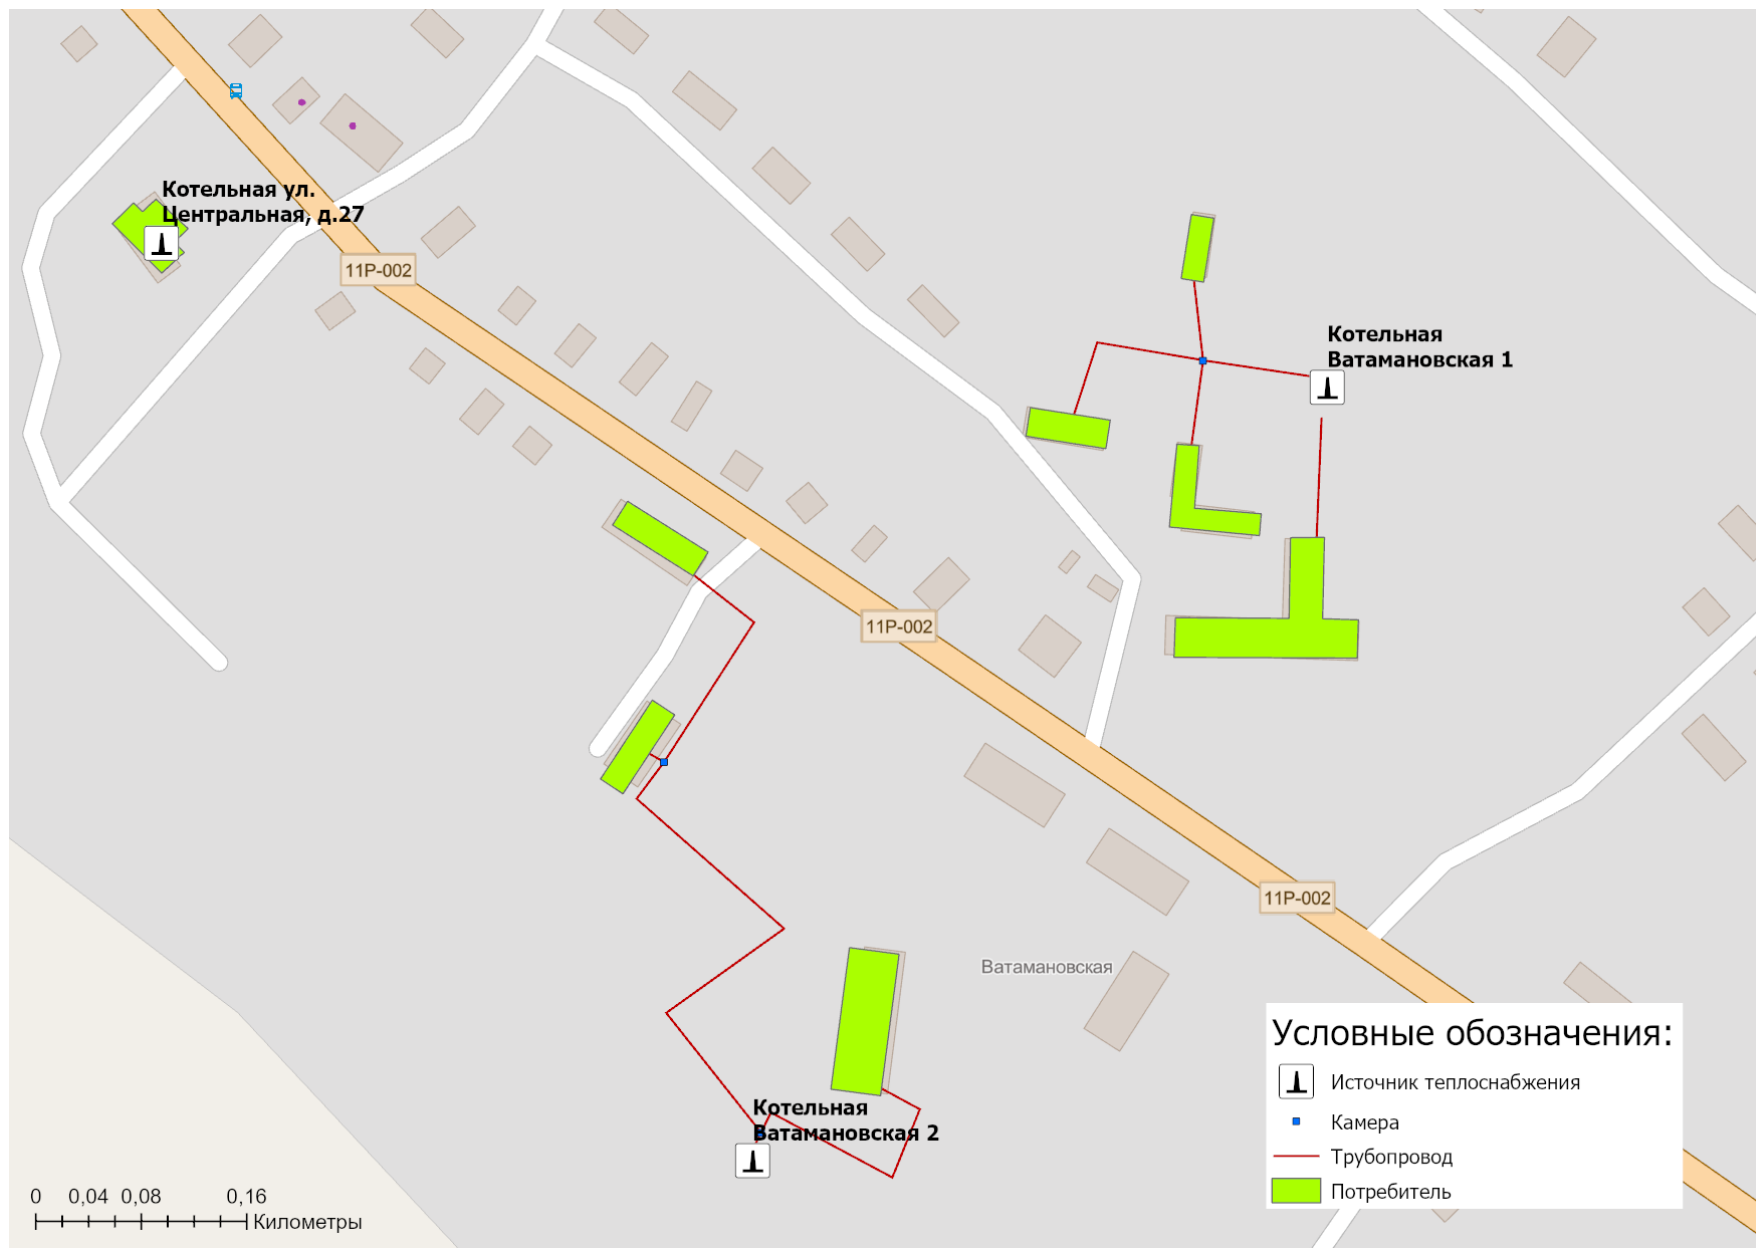 Котельная ул.
Центральная, д.27
11Р-002
Котельная
Ватамановская 1
11Р-002
11Р-002
Ватамановская
Котельная
Ватамановская 2
Условные обозначения:
Источник теплоснабжения
Камера
Трубопровод
Потребитель
0 0,04 0,08 0,16
Километры